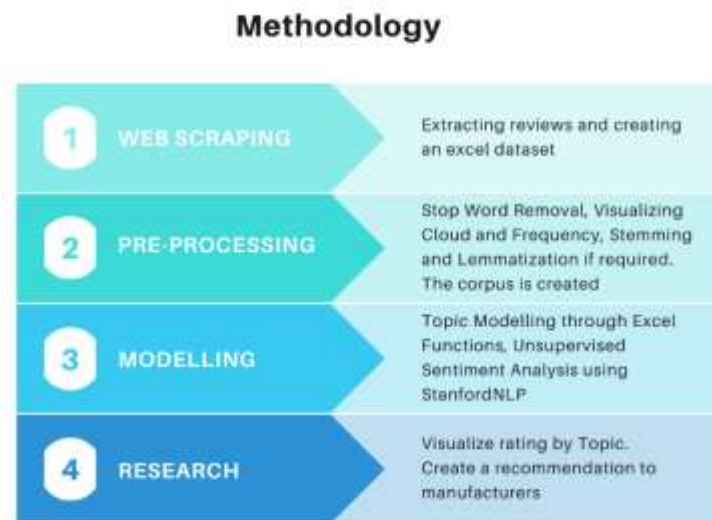 Methodology
1
WEB SCRAPING
Extracting reviews and creating
an excel dataset
2
PRE-PROCESSING
Stop Word Removal, Visualizing
Cloud and Frequency, Stemming
and Lemmatization if required.
The corpus is created
3
MODELLING
Topic Modelling through Excel
Functions, Unsupervised
Sentiment Analysis using
StanfordNLP
4
RESEARCH
Visualize rating by Topic.
Create a recommendation to
manufacturers